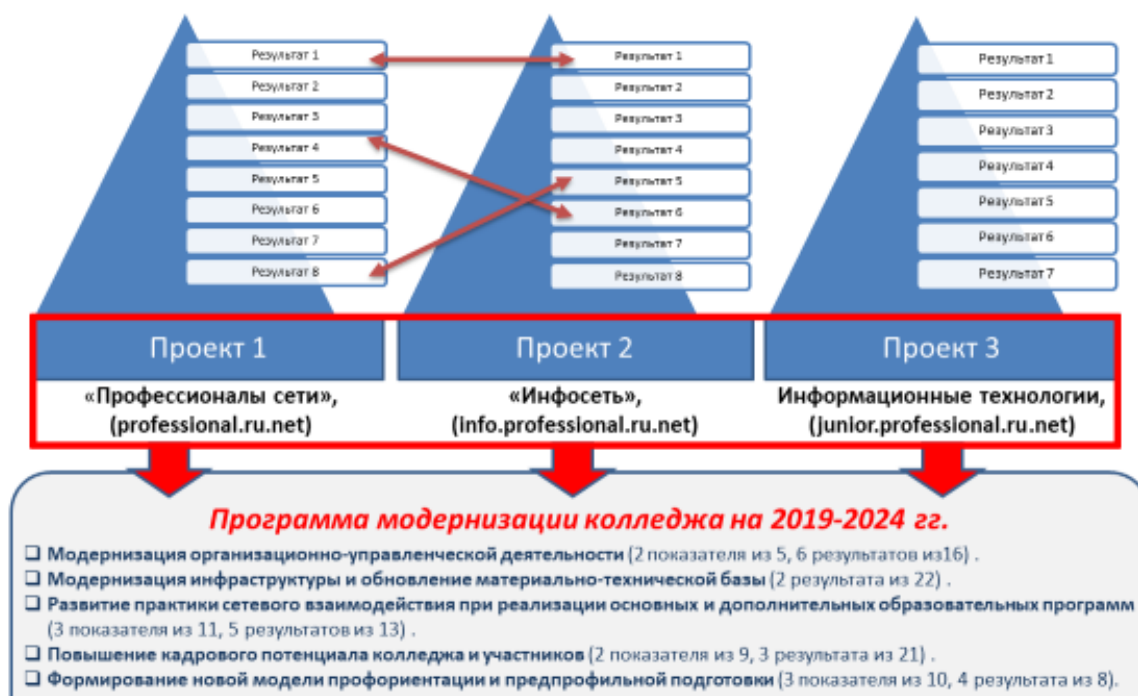 Результат 1
Результат 2
Результат 3
Результат 4
Результат 5
Результат 6
Результат 7
Результат 8
Результат 1
Результат 2
Результат 3
Результат 4
Результат 5
Результат 6
Результат 7
Результат 8
Результат 1
Результат 2
Результат 3
Результат 4
Результат 5
Результат 6
Результат 7
Проект 1
Проект 2
Проект 3
«Профессионалы сети»,
(professional.ru.net)
«Инфосеть»,
(info.professional.ru.net)
Информационные технологии,
(junior.professional.ru.net)
Программа модернизации колледжа на 2019-2024 гг.
❑ Модернизация организационно-управленческой деятельности (2 показателя из 5, 6 результатов из16) .
❑ Модернизация инфраструктуры и обновление материально-технической базы (2 результата из 22) .
❑ Развитие практики сетевого взаимодействия при реализации основных и дополнительных образовательных программ
(3 показателя из 11, 5 результатов из 13) .
❑ Повышение кадрового потенциала колледжа и участников (2 показателя из 9, 3 результата из 21) .
❑ Формирование новой модели профориентации и предпрофильной подготовки (3 показателя из 10, 4 результата из 8).